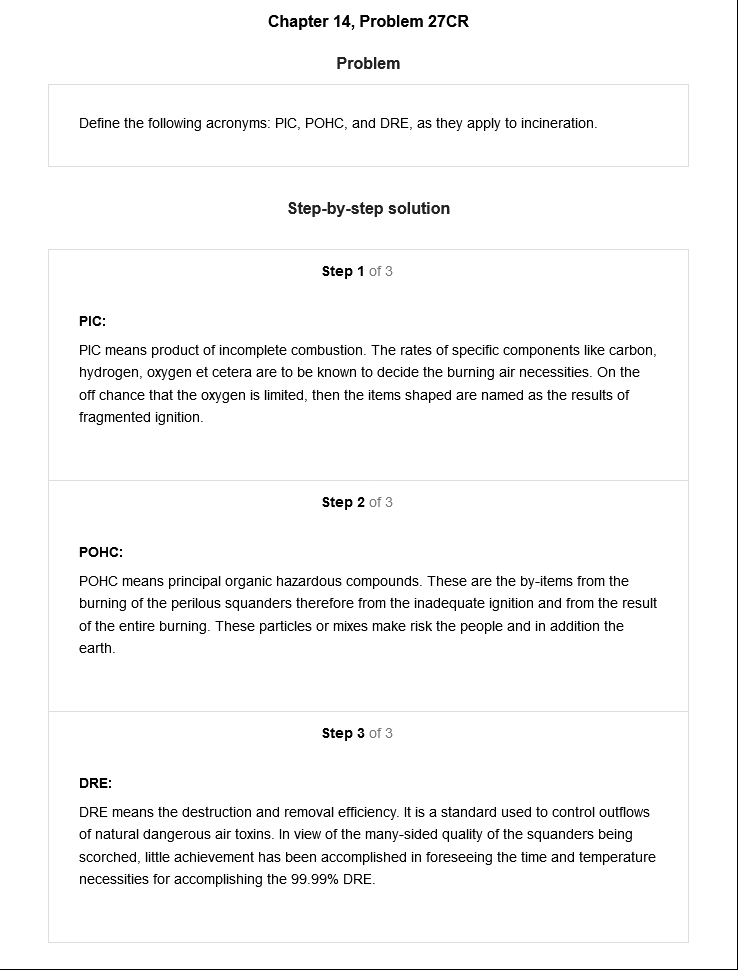 Chapter 14, Problem 27CR
Problem
Define the following acronyms: PIC, POHC, and DRE, as they apply to incineration.
Step-by-step solution
Step 1 of 3
PIC:
PIC means product of incomplete combustion. The rates of specific components like carbon,
hydrogen, oxygen et cetera are to be known to decide the burning air necessities. On the
off chance that the oxygen is limited, then the items shaped are named as the results of
fragmented ignition.
Step 2 of 3
POHC:
POHC means principal organic hazardous compounds. These are the by-items from the
burning of the perilous squanders therefore from the inadequate ignition and from the result
of the entire burning. These particles or mixes make risk the people and in addition the
earth.
Step 3 of 3
DRE:
DRE means the destruction and removal efficiency. It is a standard used to control outflows
of natural dangerous air toxins. In view of the many-sided quality of the squanders being
scorched, little achievement has been accomplished in foreseeing the time and temperature
necessities for accomplishing the 99.99% DRE.